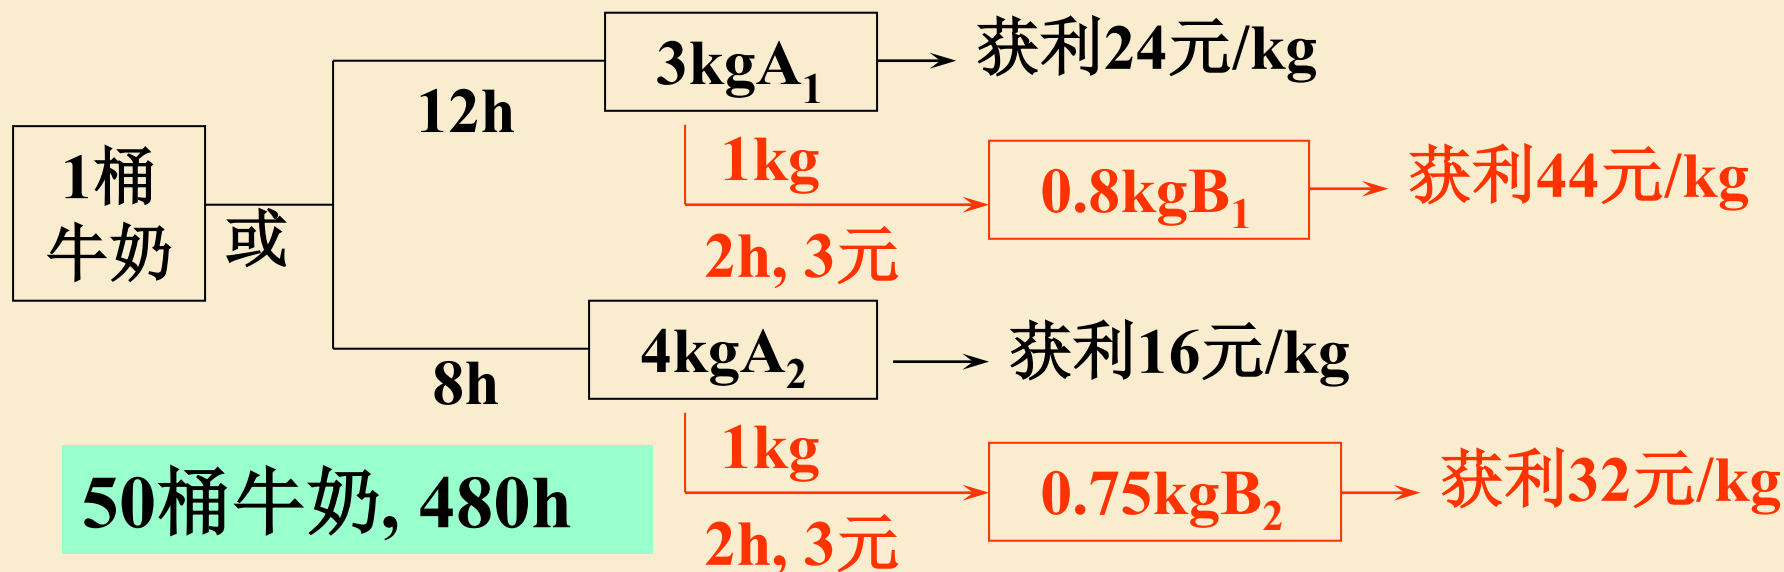 1桶
牛奶
或
12h
3kgA₁
获利24元/kg
1kg
2h, 3元
0.8kgB₁
获利44元/kg
8h
4kgA₂
获利16元/kg
1kg
2h, 3元
0.75kgB₂
获利32元/kg
50桶牛奶, 480h